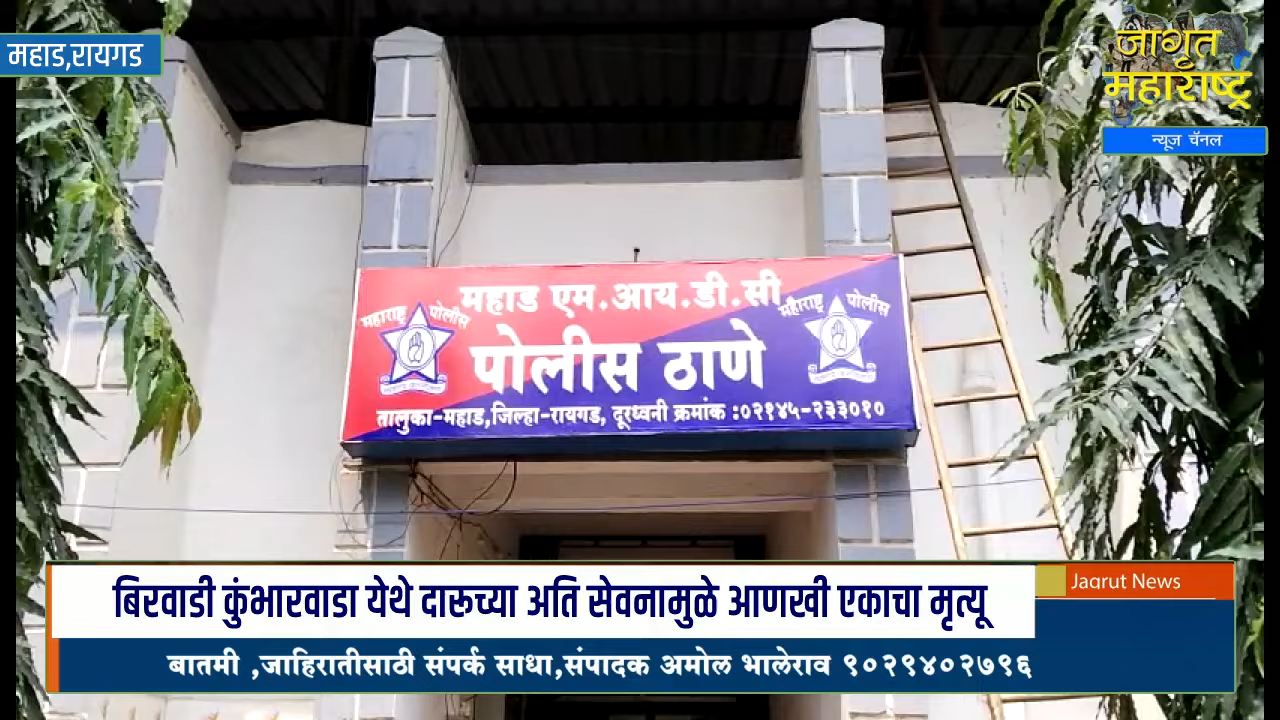 महाड,रायगड
जागृत
महाराष्ट्र
न्यूज चॅनल
महाड एम.आय.डी.सी.
महाराष्ट्र पोलीस
महाराष्ट्र पोलीस
पोलीस ठाणे
तालुका-महाड,जिल्हा-रायगड, दूरध्वनी क्रमांक :०२१४५-२३३०१०
बिरवाडी कुंभारवाडा येथे दारुच्या अति सेवनामुळे आणखी एकाचा मृत्यू
Jagrut News
बातमी ,जाहिरातीसाठी संपर्क साधा,संपादक अमोल भालेराव ९०२९४०२७९६